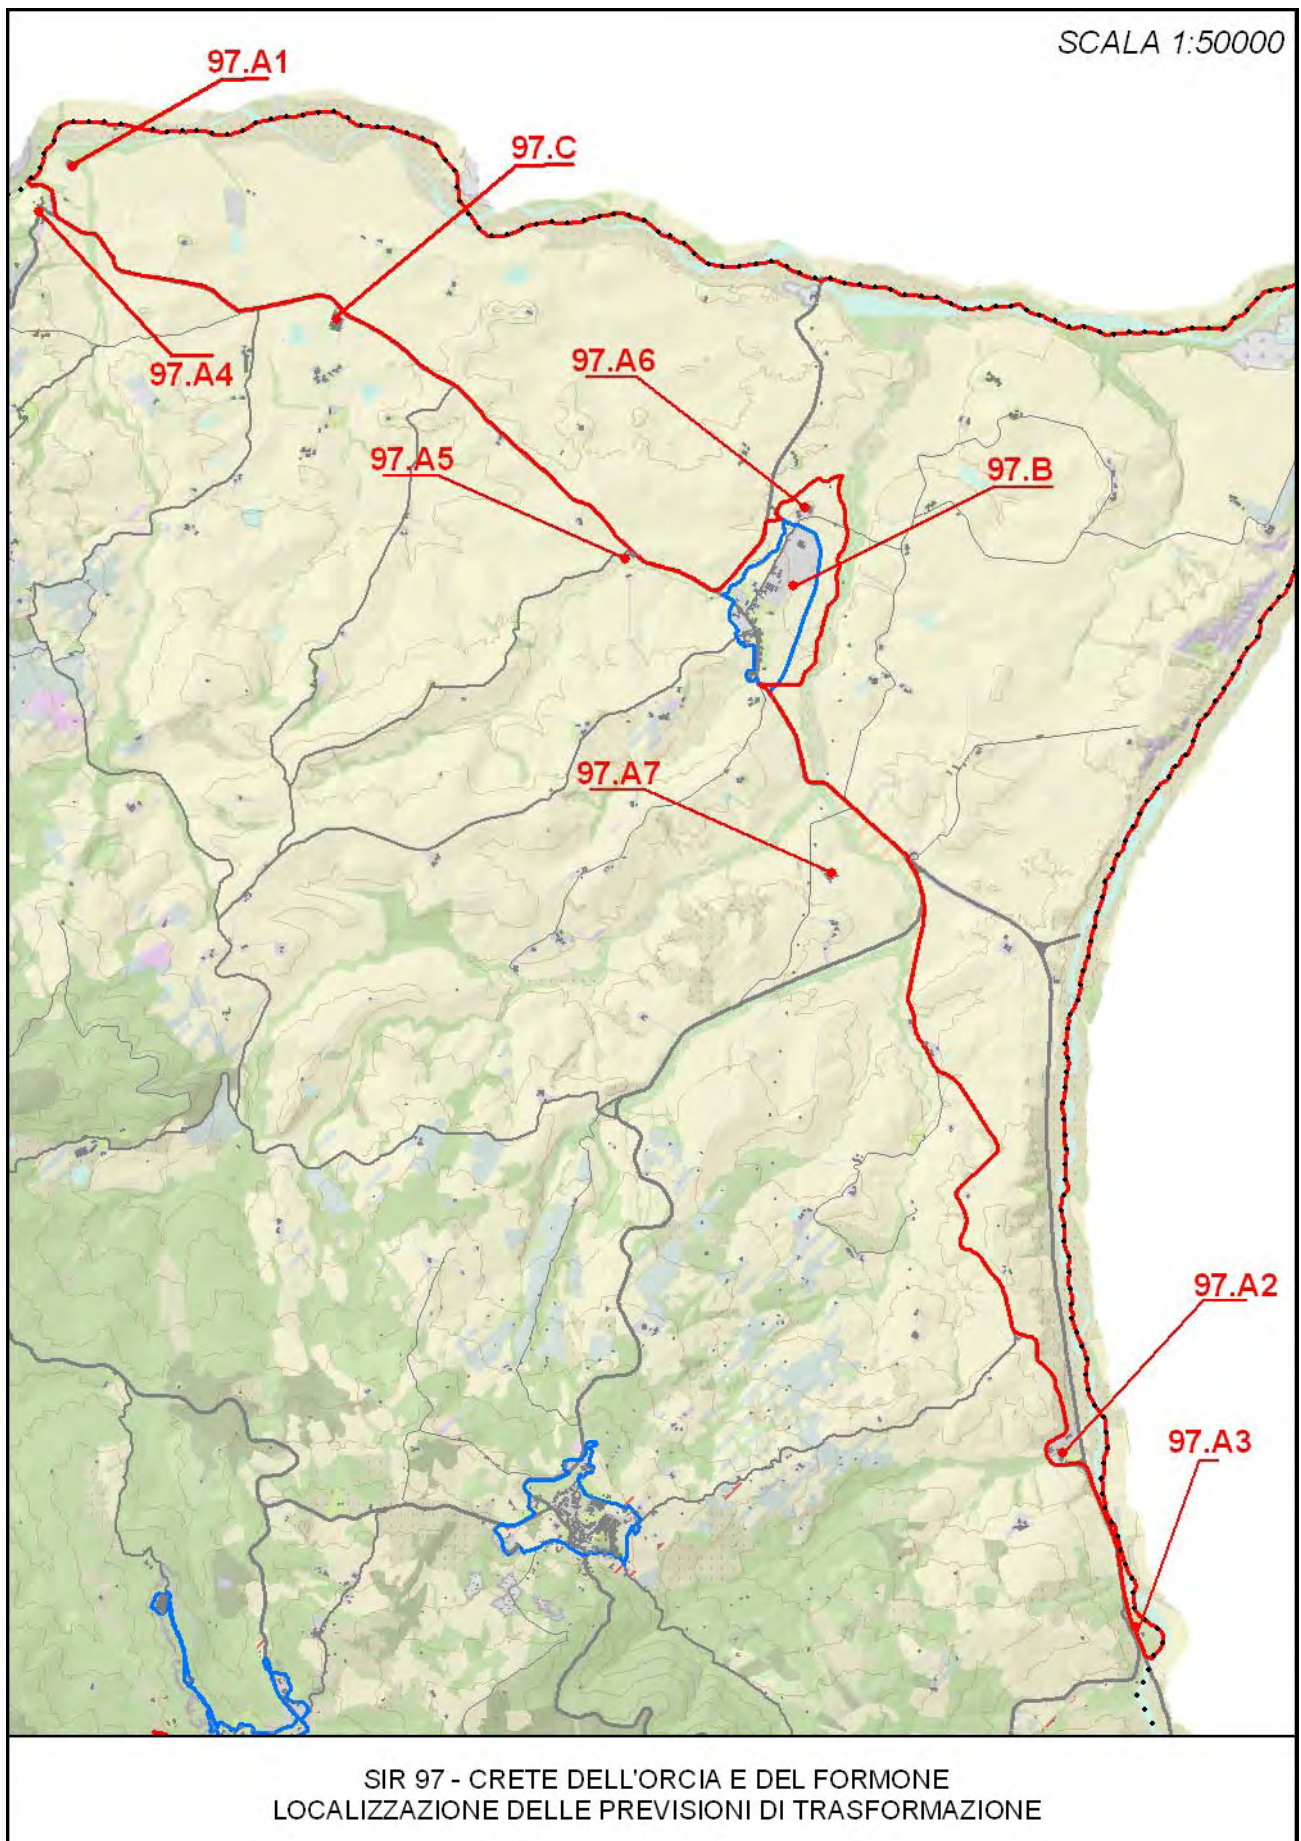 SCALA 1:50000
97.A1
97.C
97.A4
97.A6
97.A5
97.B
97.A7
97.A2
97.A3
SIR 97 - CRETE DELL'ORCIA E DEL FORMONE
LOCALIZZAZIONE DELLE PREVISIONI DI TRASFORMAZIONE